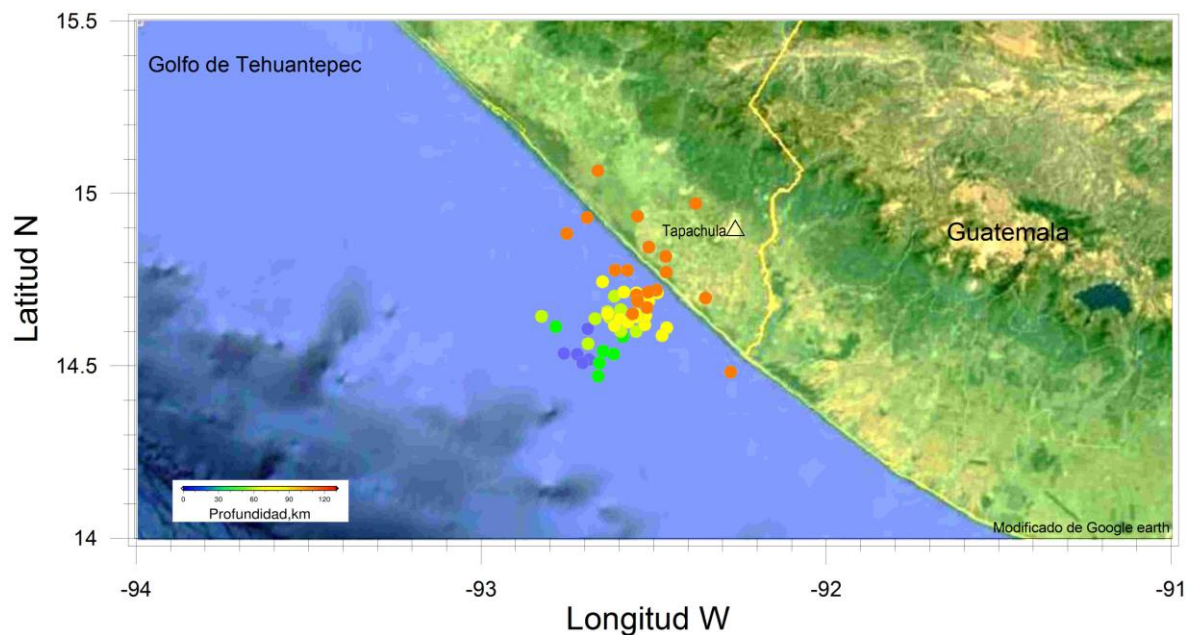 15.5
Golfo de Tehuantepec
15
Tapachula
Guatemala
Latitud N
14.5
0 30 60 90 120
Profundidad,km
Modificado de Google earth
14
-94 -93 -92 -91
Longitud W